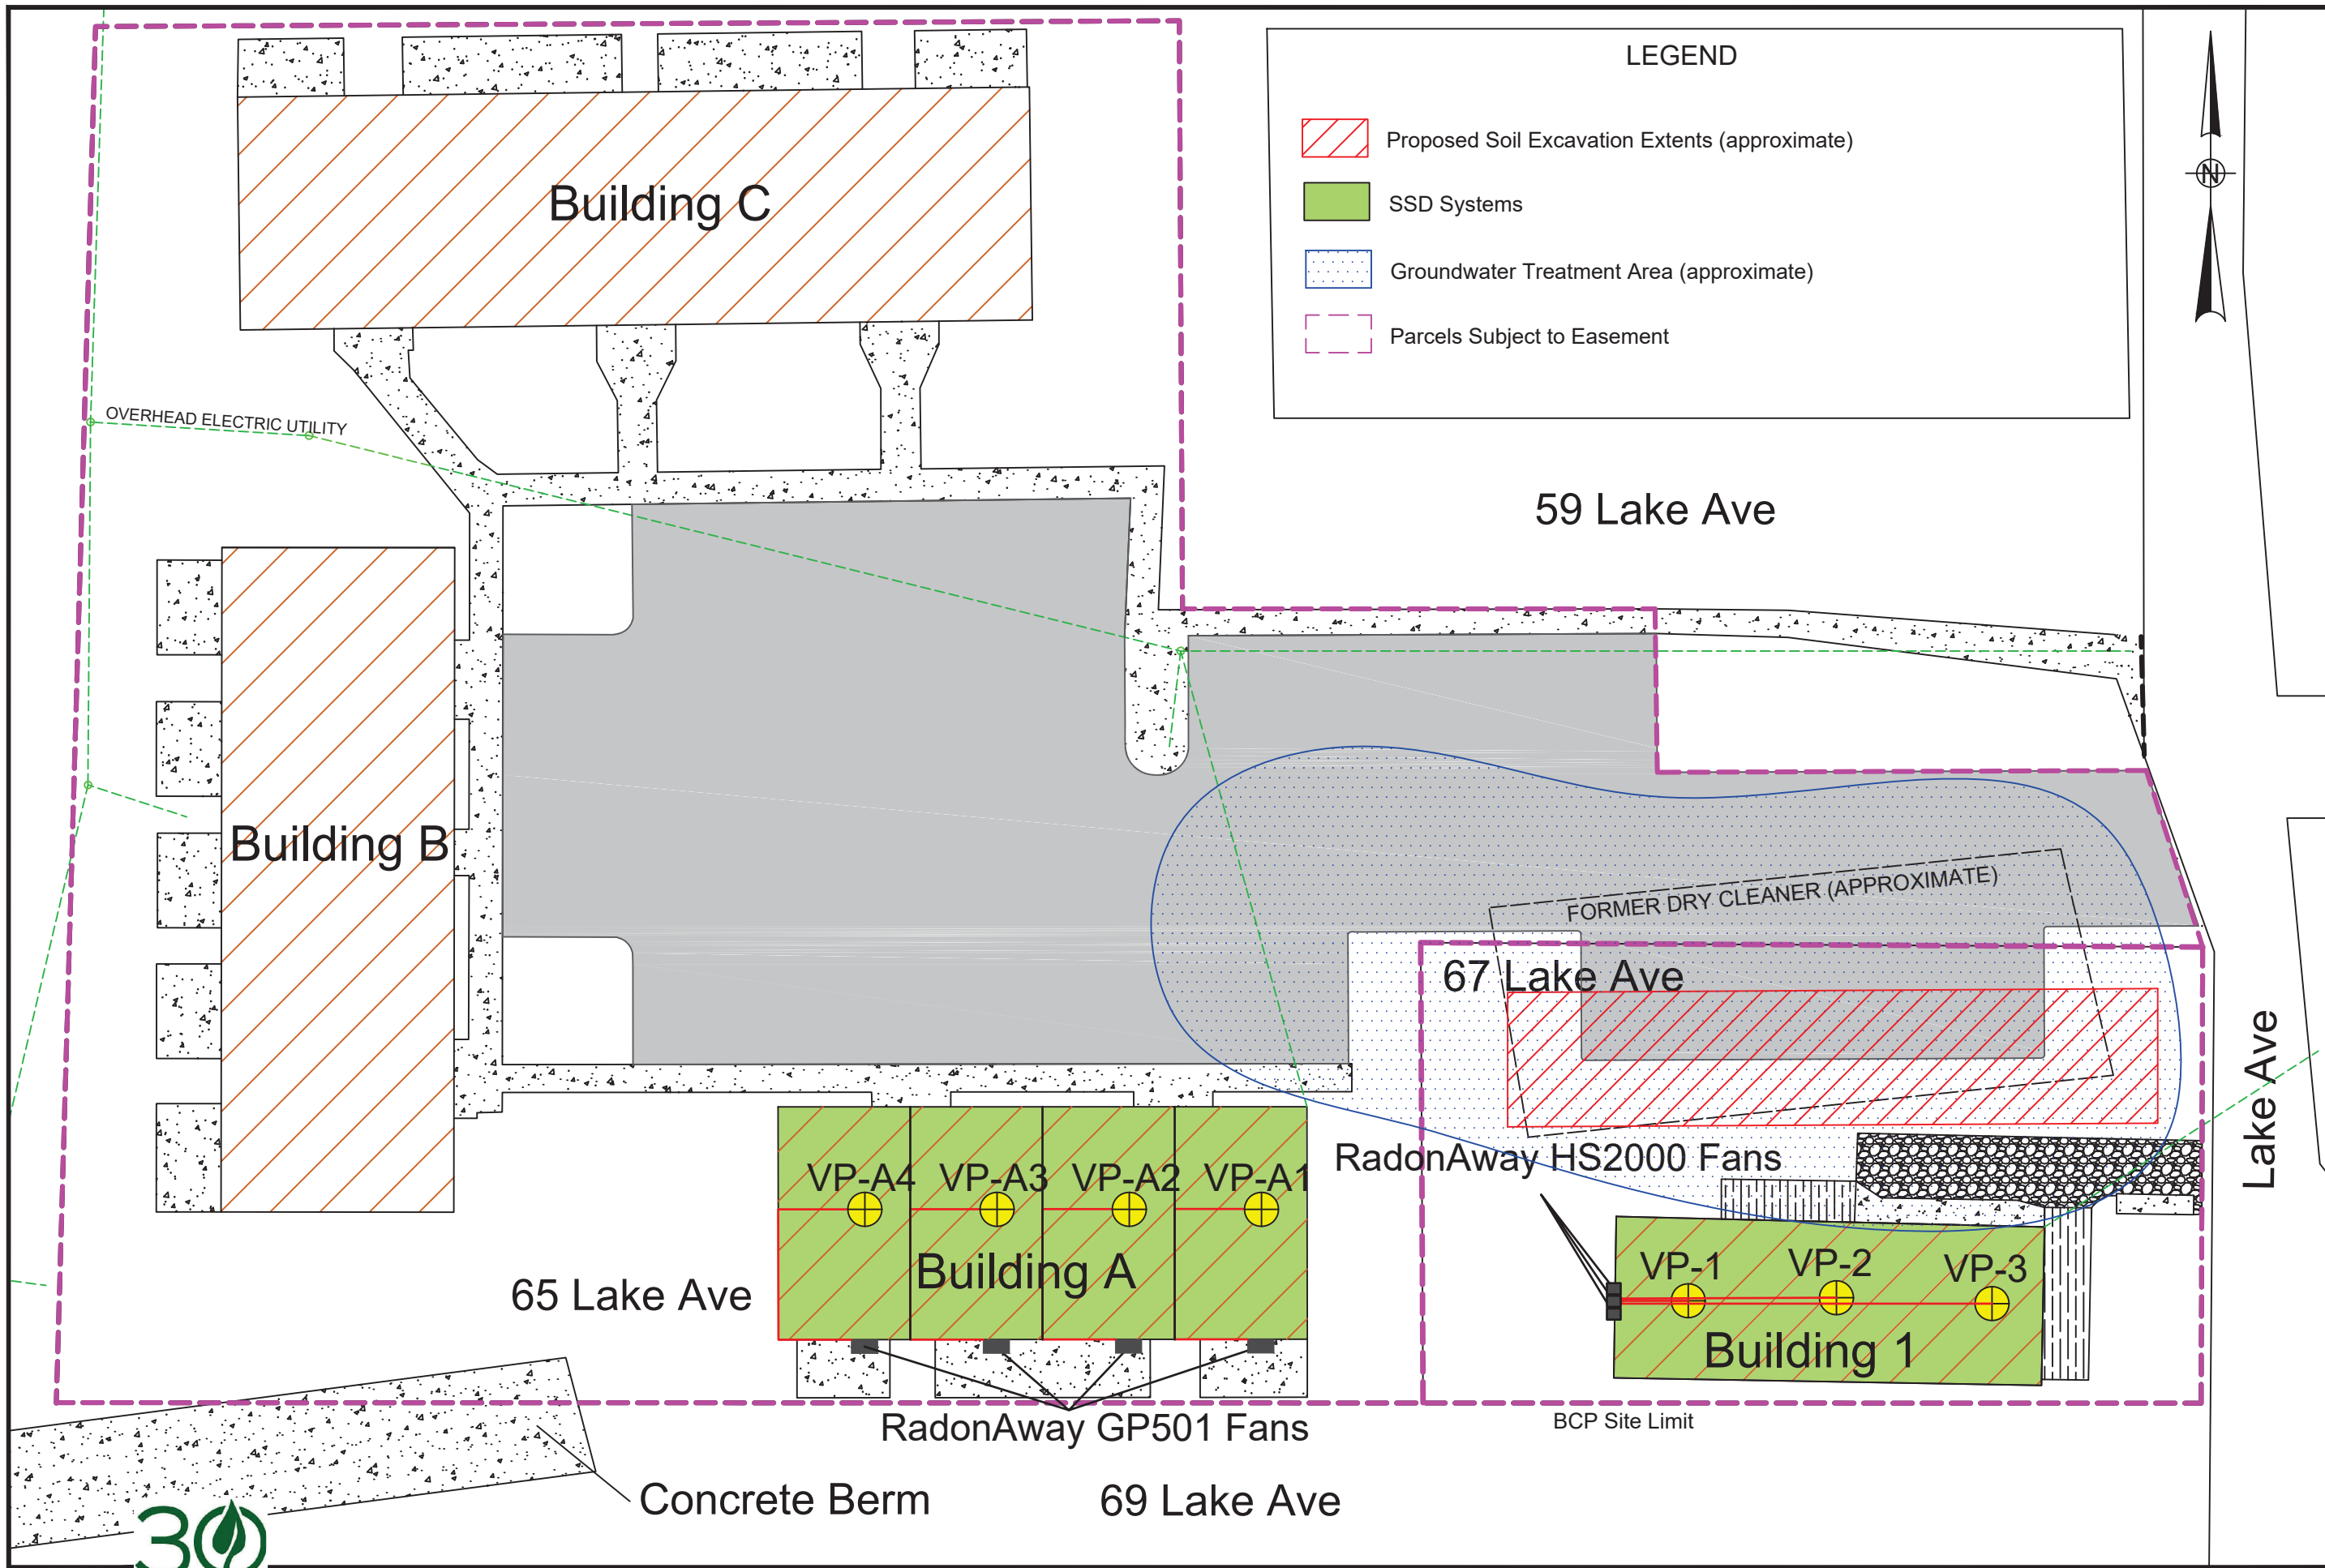 LEGEND
Proposed Soil Excavation Extents (approximate)
SSD Systems
Groundwater Treatment Area (approximate)
Parcels Subject to Easement
N
Building C
OVERHEAD ELECTRIC UTILITY
59 Lake Ave
Building B
FORMER DRY CLEANER (APPROXIMATE)
67 Lake Ave
Lake Ave
RadonAway HS2000 Fans
VP-A4
VP-A3
VP-A2
VP-A1
Building A
VP-1
VP-2
VP-3
Building 1
65 Lake Ave
RadonAway GP501 Fans
BCP Site Limit
Concrete Berm
69 Lake Ave
30